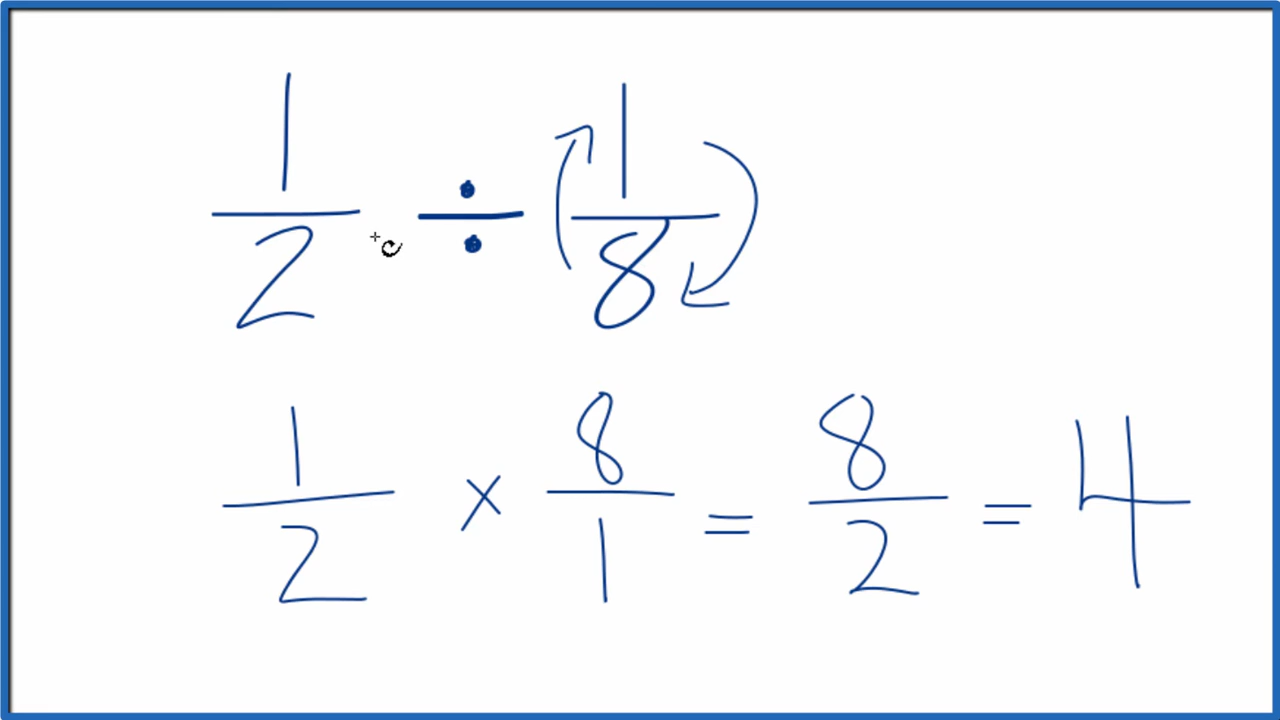 1/2 ÷ 1/8
1/2 × 8/1 = 8/2 = 4